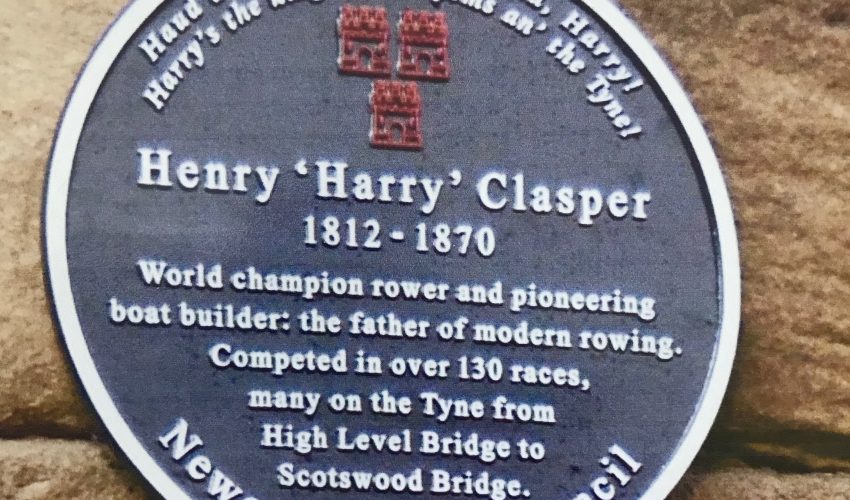 Haud Harry!
Harry's the an' the Tyne!
Henry 'Harry' Clasper
1812 - 1870
World champion rower and pioneering
boat builder: the father of modern rowing.
Competed in over 130 races,
many on the Tyne from
High Level Bridge to
Scotswood Bridge.